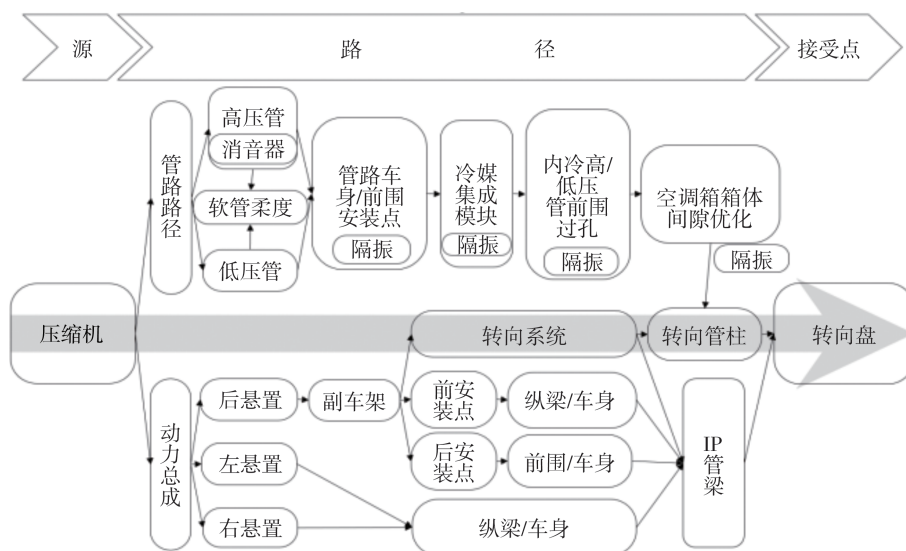 源
路 径
接受点
管路路径
高压管
消音器
软管柔度
低压管
管路车
身/前围
安装点
隔振
冷媒
集成
模块
隔振
内冷高/
低压
管前围
过孔
隔振
空调箱箱体
间隙优化
隔振
压缩机
转向系统
转向管柱
转向盘
动力总成
后悬置
副车架
前安
装点
纵梁/车身
后安
装点
前围/车身
左悬置
右悬置
纵梁/车身
IP
管
梁